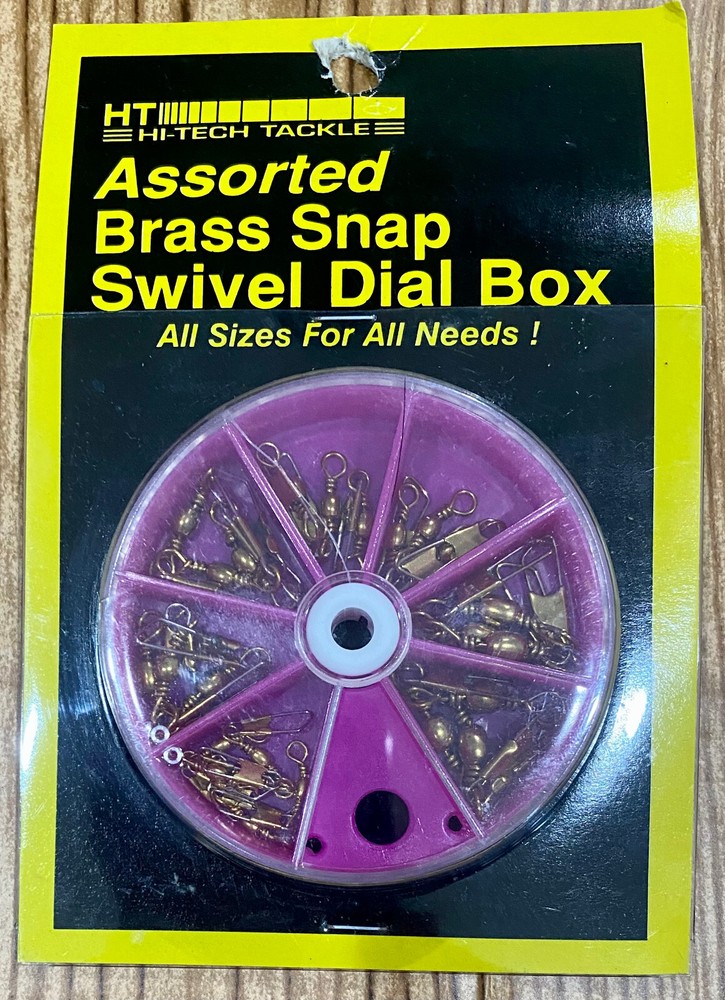 HT
HI-TECH TACKLE
Assorted
Brass Snap
Swivel Dial Box
All Sizes For All Needs !